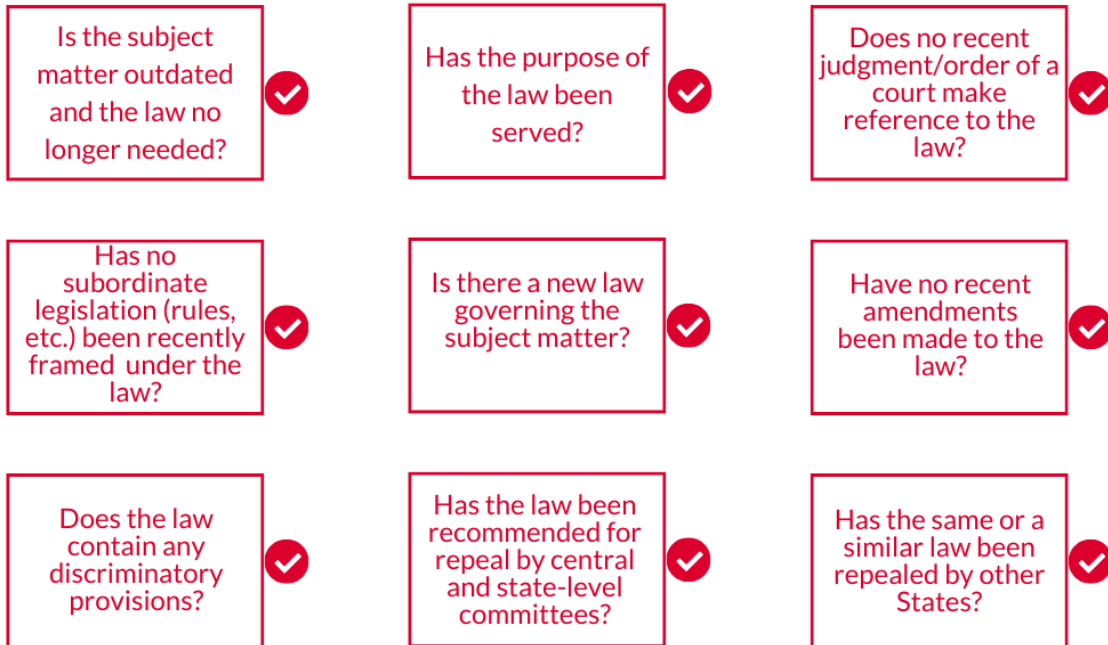 Is the subject
matter outdated
and the law no
longer needed?
Has the purpose of
the law been
served?
Does no recent
judgment/order of a
court make
reference to the
law?
Has no
subordinate
legislation (rules,
etc.) been recently
framed under the
law?
Is there a new law
governing the
subject matter?
Have no recent
amendments
been made to the
law?
Does the law
contain any
discriminatory
provisions?
Has the law been
recommended for
repeal by central
and state-level
committees?
Has the same or a
similar law been
repealed by other
States?